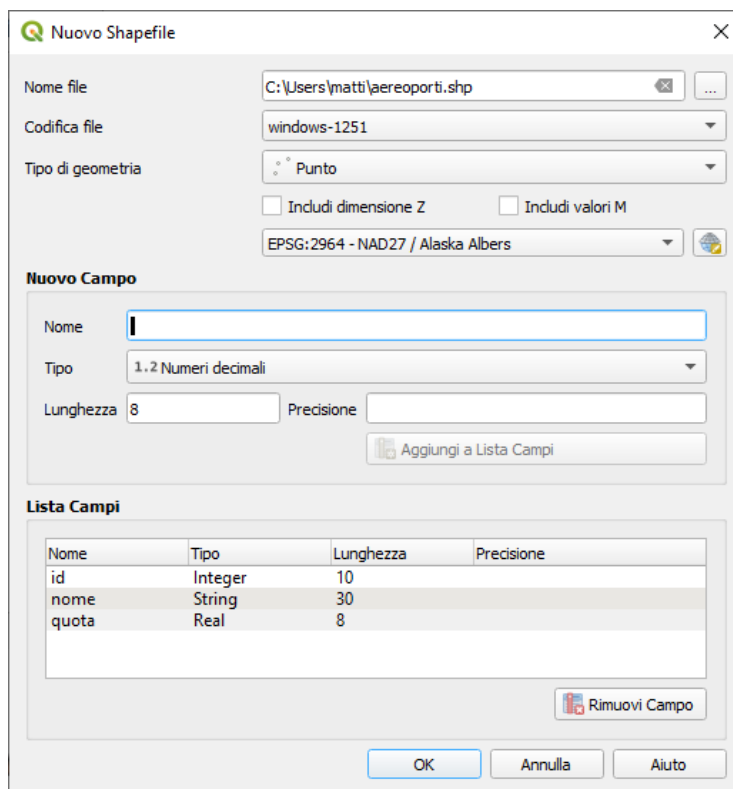 Nuovo Shapefile
Nome file C:\Users\matti\aereoporti.shp ...
Codifica file windows-1251
Tipo di geometria Punto
Includi dimensione Z Includi valori M
EPSG:2964 - NAD27 / Alaska Albers
Nuovo Campo
Nome
Tipo 1.2 Numeri decimali
Lunghezza 8 Precisione
Aggiungi a Lista Campi
Lista Campi
Nome Tipo Lunghezza Precisione
id Integer 10
nome String 30
quota Real 8
Rimuovi Campo
OK Annulla Aiuto